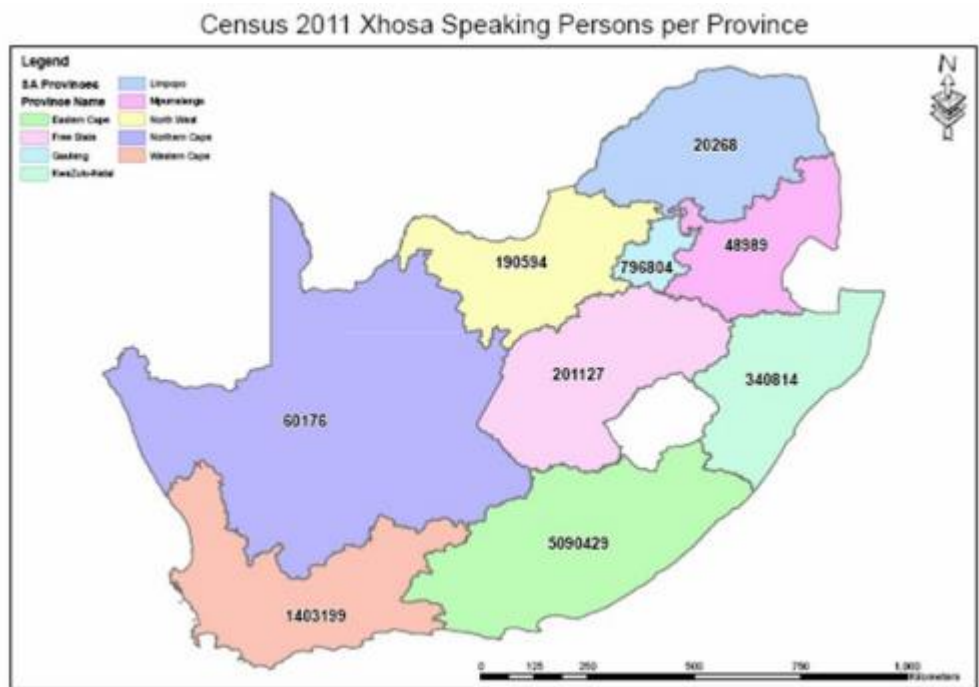 Census 2011 Xhosa Speaking Persons per Province
Legend
SA Provinces
Province Name
Eastern Cape
Free State
Gauteng
KwaZulu-Natal
Limpopo
Mpumalanga
North West
Northern Cape
Western Cape
N
20268
48989
190594
796804
201127
340814
60176
5090429
1403199
0 125 250 500 750 1,000
Kilometers